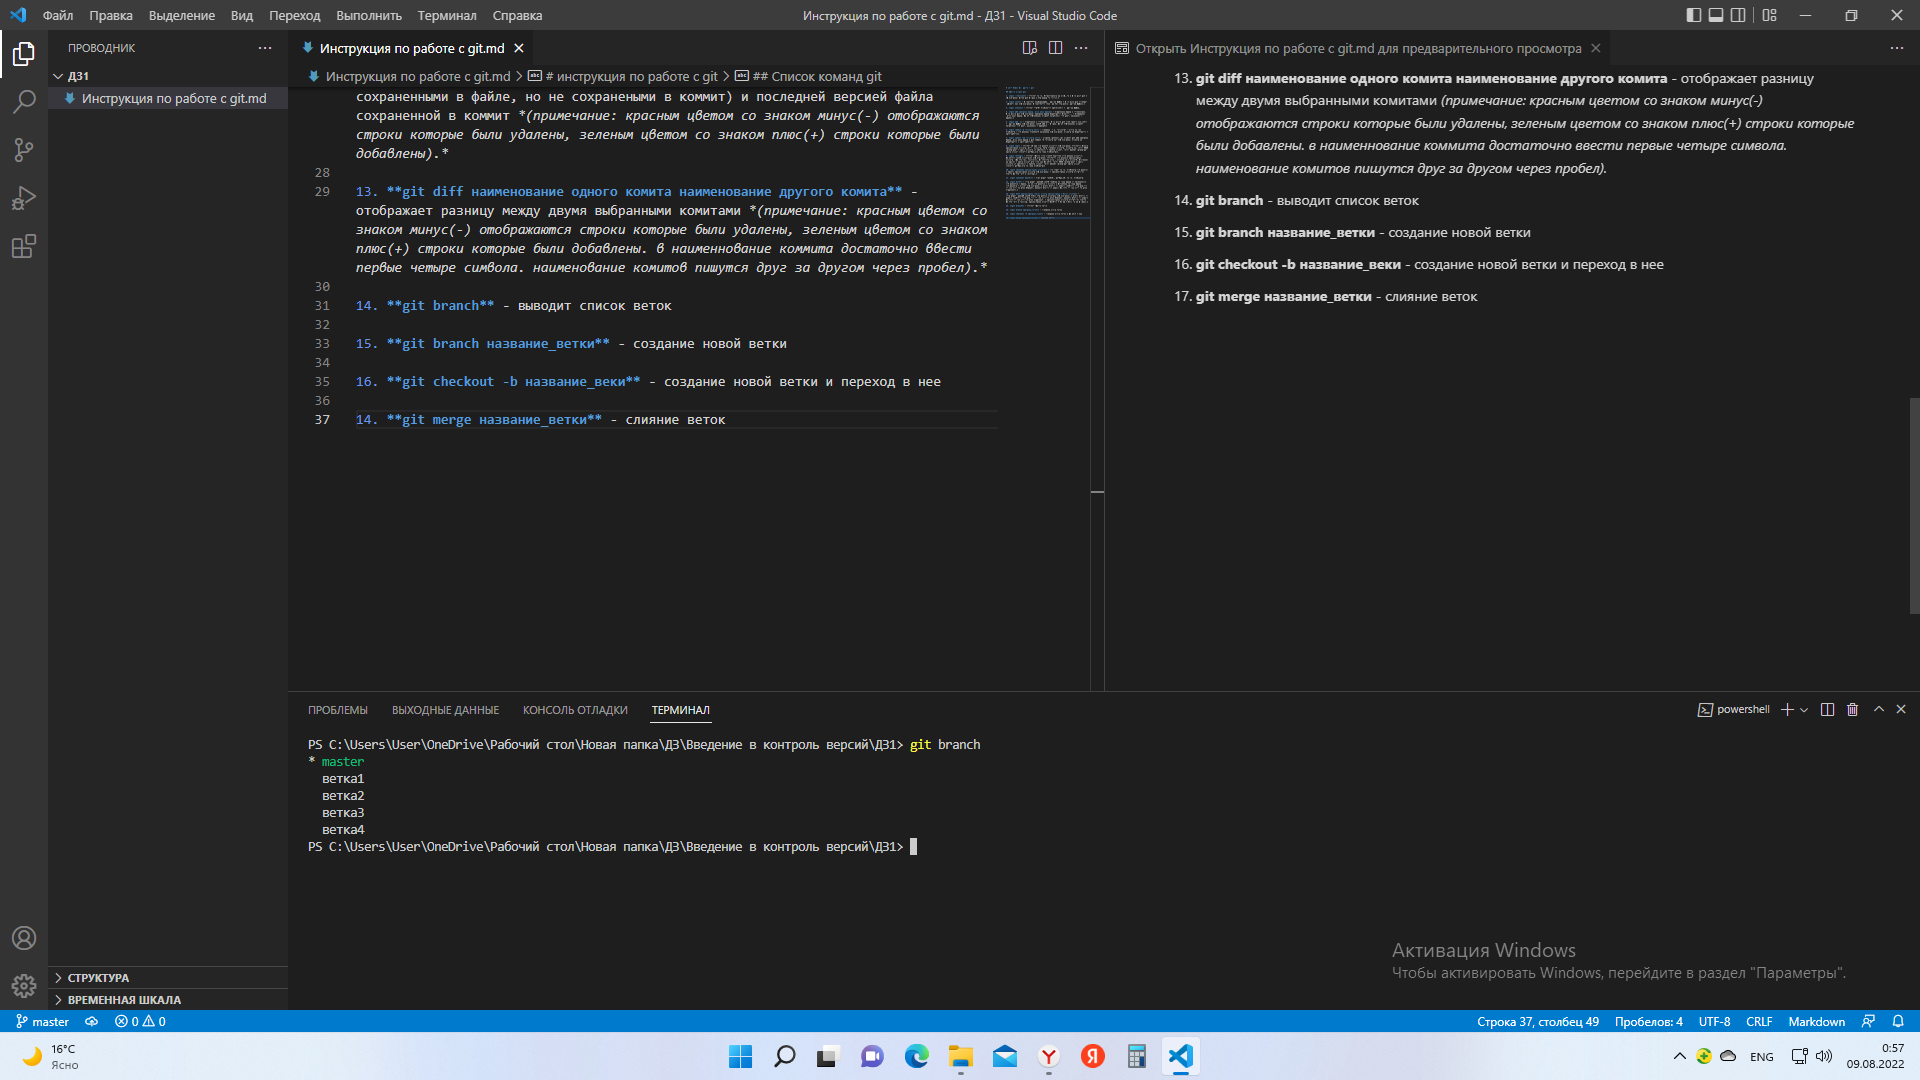 Файл Правка Выделение Вид Переход Выполнить Терминал Справка
Инструкция по работе с git.md - ДЗ1 - Visual Studio Code
ПРОВОДНИК
ДЗ1
Инструкция по работе с git.md
СТРУКТУРА
ВРЕМЕННАЯ ШКАЛА
Инструкция по работе с git.md
Инструкция по работе с git.md > # инструкция по работе с git > ## Список команд git
сохраненными в файле, но не сохранеными в коммит) и последней версией файла
сохраненной в коммит *(примечание: красным цветом со знаком минус(-) отображаются
строки которые были удалены, зеленым цветом со знаком плюс(+) строки которые были
добавлены).*
28
29 13. **git diff наименование одного комита наименование другого комита** -
отображает разницу между двумя выбранными комитами *(примечание: красным цветом со
знаком минус(-) отображаются строки которые были удалены, зеленым цветом со знаком
плюс(+) строки которые были добавлены. в наименнование коммита достаточно ввести
первые четыре символа. наименование комитов пишутся друг за другом через пробел).*
30
31 14. **git branch** - выводит список веток
32
33 15. **git branch название_ветки** - создание новой ветки
34
35 16. **git checkout -b название_веки** - создание новой ветки и переход в нее
36
37 14. **git merge название_ветки** - слияние веток
Открыть Инструкция по работе с git.md для предварительного просмотра
13. git diff наименование одного комита наименование другого комита - отображает разницу
между двумя выбранными комитами (примечание: красным цветом со знаком минус(-)
отображаются строки которые были удалены, зеленым цветом со знаком плюс(+) строки которые
были добавлены. в наименнование коммита достаточно ввести первые четыре символа.
наименование комитов пишутся друг за другом через пробел).
14. git branch - выводит список веток
15. git branch название_ветки - создание новой ветки
16. git checkout -b название_веки - создание новой ветки и переход в нее
17. git merge название_ветки - слияние веток
ПРОБЛЕМЫ ВЫХОДНЫЕ ДАННЫЕ КОНСОЛЬ ОТЛАДКИ ТЕРМИНАЛ
powershell
PS C:\Users\User\OneDrive\Рабочий стол\Новая папка\ДЗ\Введение в контроль версий\ДЗ1> git branch
* master
ветка1
ветка2
ветка3
ветка4
PS C:\Users\User\OneDrive\Рабочий стол\Новая папка\ДЗ\Введение в контроль версий\ДЗ1>
Активация Windows
Чтобы активировать Windows, перейдите в раздел "Параметры".
master 0 0
Строка 37, столбец 49 Пробелов: 4 UTF-8 CRLF Markdown
16°C
Ясно
ENG
0:57
09.08.2022